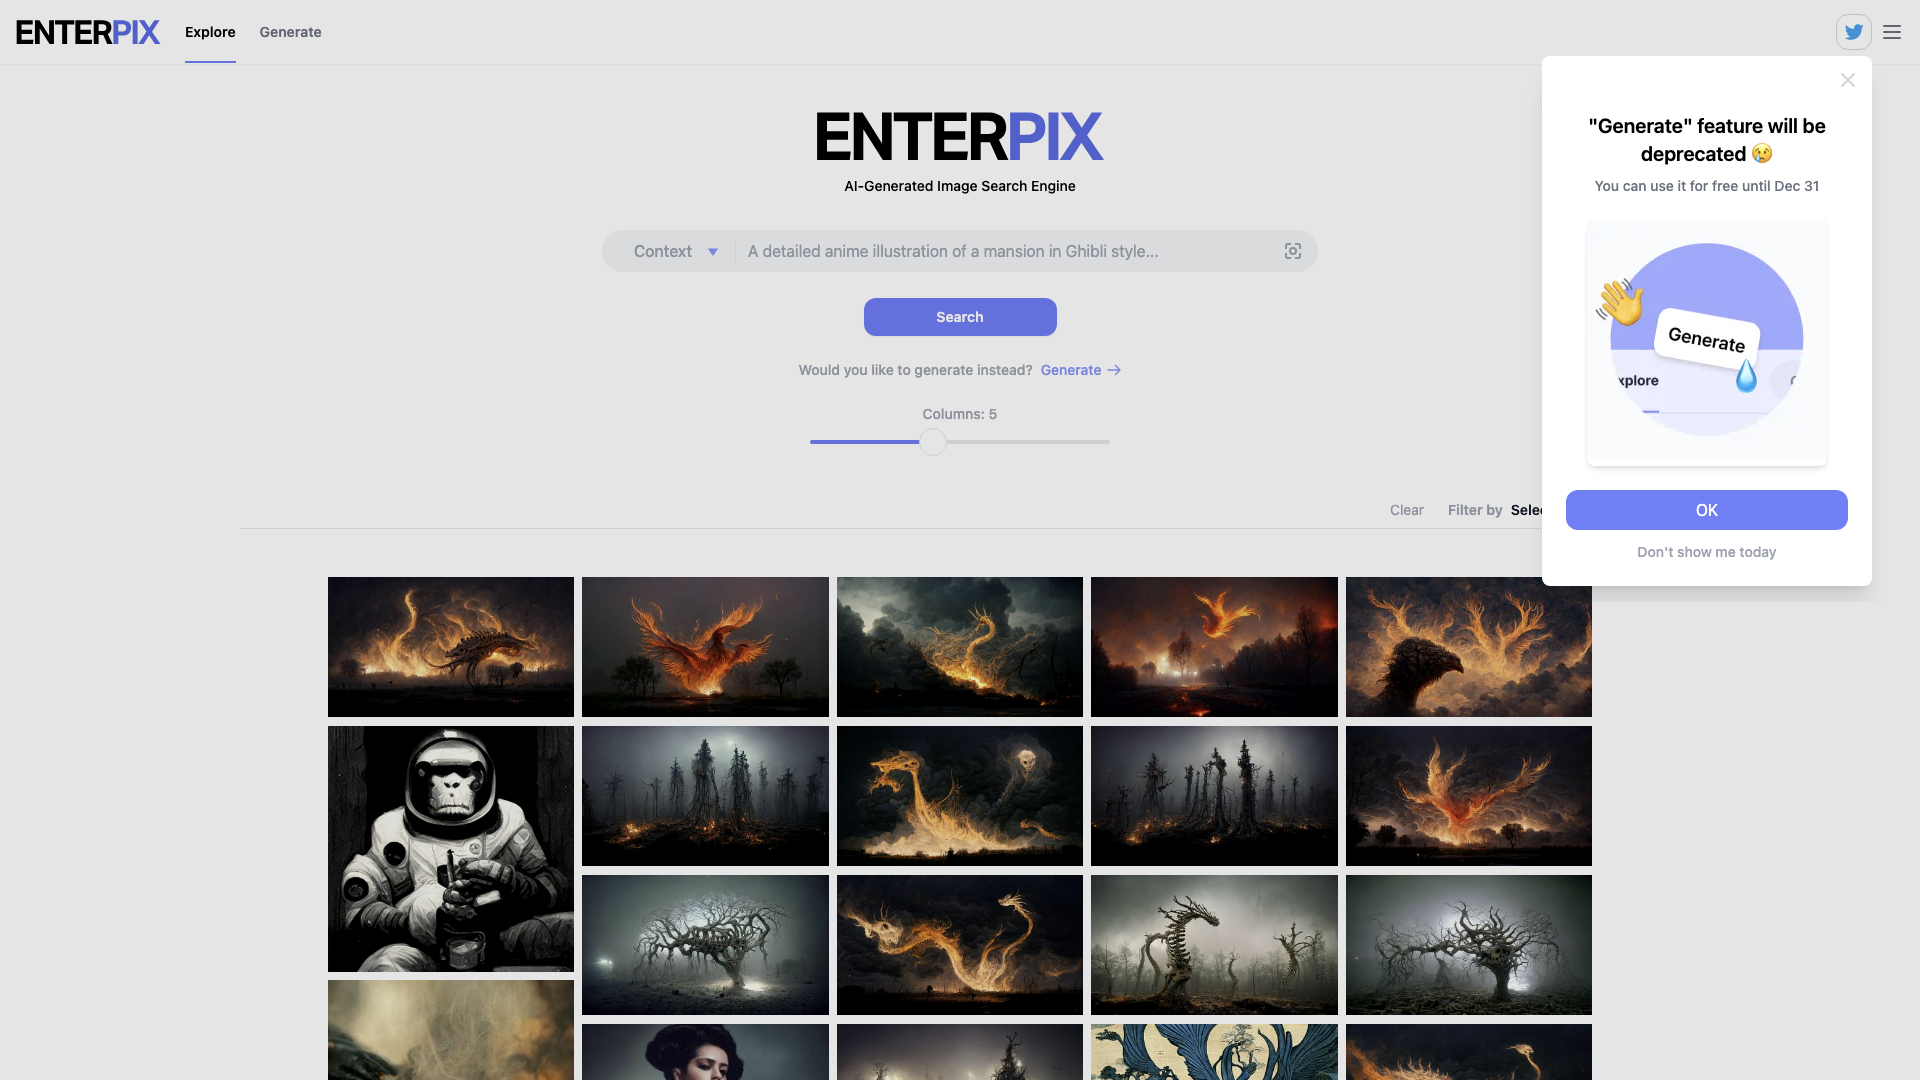 ENTERPIX Explore Generate
"Generate" feature will be
deprecated 😢
You can use it for free until Dec 31
Generate
xplore
OK
Don't show me today
ENTERPIX
AI-Generated Image Search Engine
Context A detailed anime illustration of a mansion in Ghibli style...
Search
Would you like to generate instead? Generate →
Columns: 5
Clear Filter by